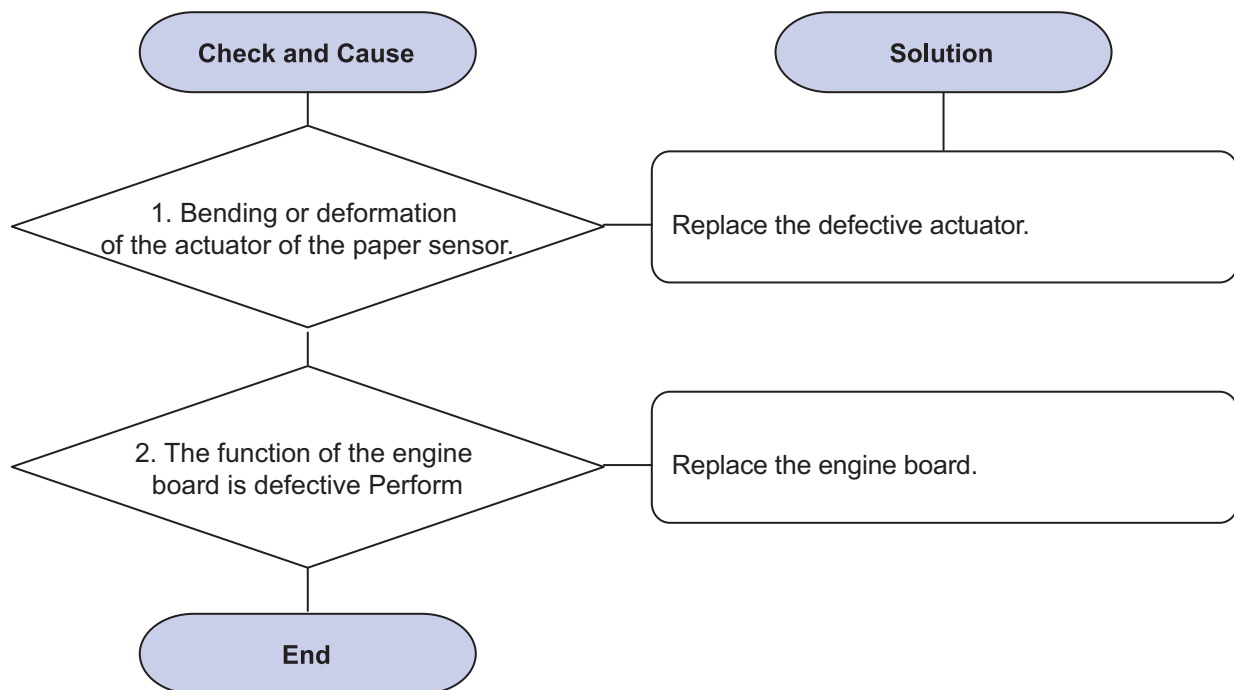 Check and Cause
Solution
1. Bending or deformation
of the actuator of the paper sensor.
Replace the defective actuator.
2. The function of the engine
board is defective Perform
Replace the engine board.
End